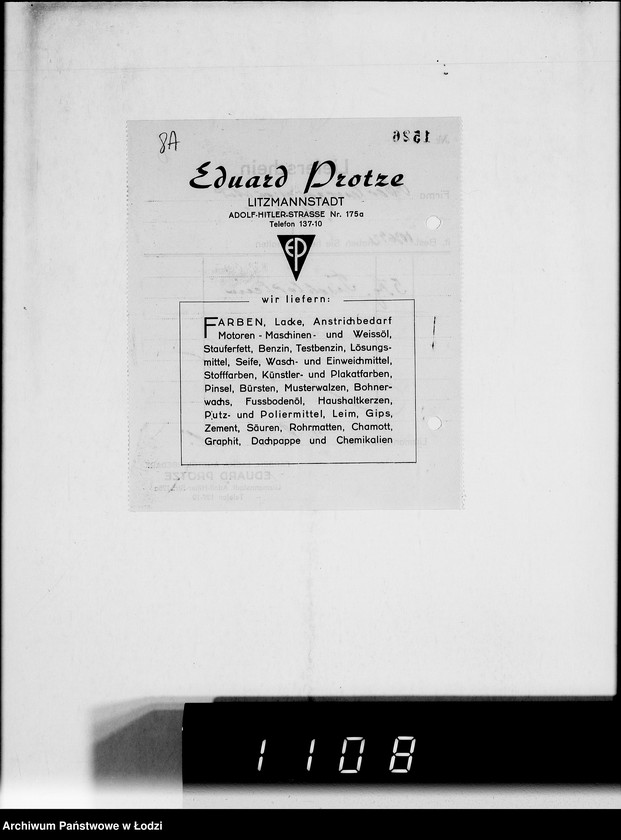 8A
1526
Eduard Protze
LITZMANNSTADT
ADOLF-HITLER-STRASSE Nr. 175a
Telefon 137-10
EP
wir liefern:
FARBEN, Lacke, Anstrichbedarf
Motoren - Maschinen- und Weissöl,
Stauferfett, Benzin, Testbenzin, Lösungs-
mittel, Seife, Wasch- und Einweichmittel,
Stofffarben, Künstler- und Plakatfarben,
Pinsel, Bürsten, Musterwalzen, Bohner-
wachs, Fussbodenöl, Haushaltkerzen,
Putz- und Poliermittel, Leim, Gips,
Zement, Säuren, Rohrmatten, Chamott,
Graphit, Dachpappe und Chemikalien
EDUARD PROTZE
1108
Archiwum Państwowe w Łodzi